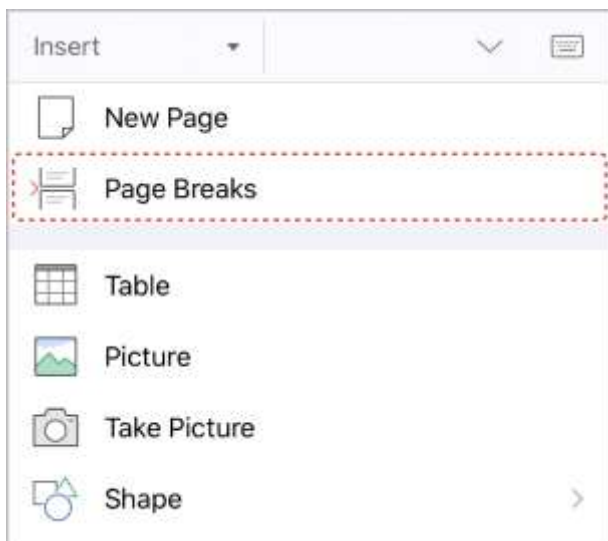 Insert
New Page
Page Breaks
Table
Picture
Take Picture
Shape